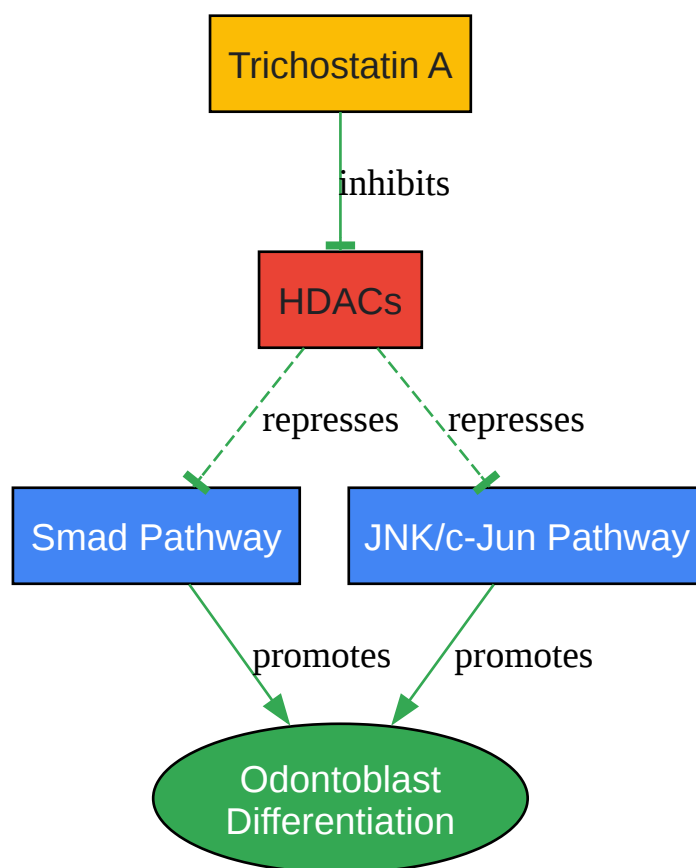 Trichostatin A
inhibits
HDACs
represses
represses
Smad Pathway
JNK/c-Jun Pathway
promotes
promotes
Odontoblast
Differentiation